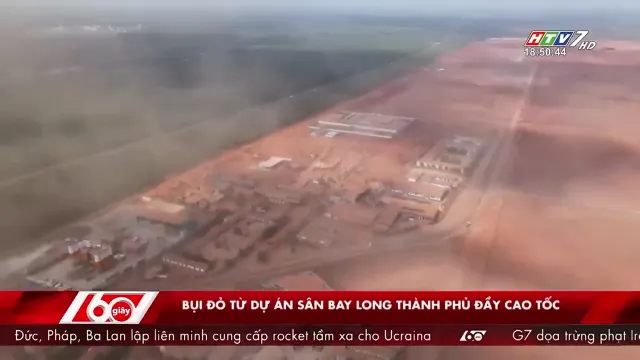 HTV7 HD
18:50:44
60 giây
BỤI ĐỎ TỪ DỰ ÁN SÂN BAY LONG THÀNH PHỦ ĐẦY CAO TỐC
Đức, Pháp, Ba Lan lập liên minh cung cấp rocket tầm xa cho Ucraina 60 G7 dọa trừng phạt